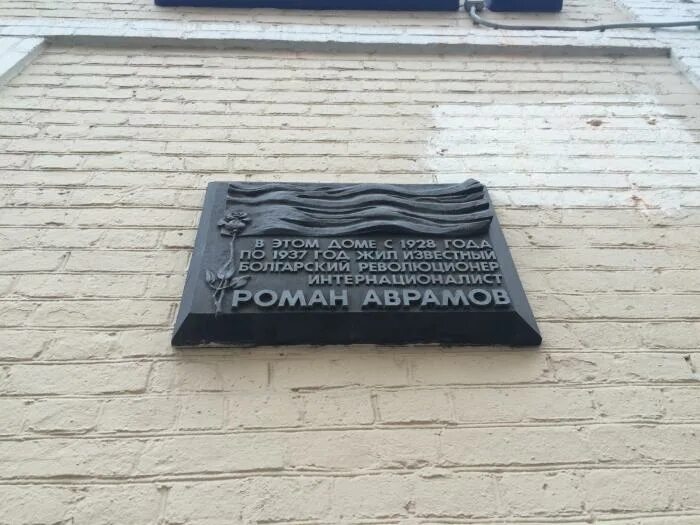 В ЭТОМ ДОМЕ С 1928 ГОДА
ПО 1937 ГОД ЖИЛ ИЗВЕСТНЫЙ
БОЛГАРСКИЙ РЕВОЛЮЦИОНЕР
ИНТЕРНАЦИОНАЛИСТ
РОМАН АВРАМОВ